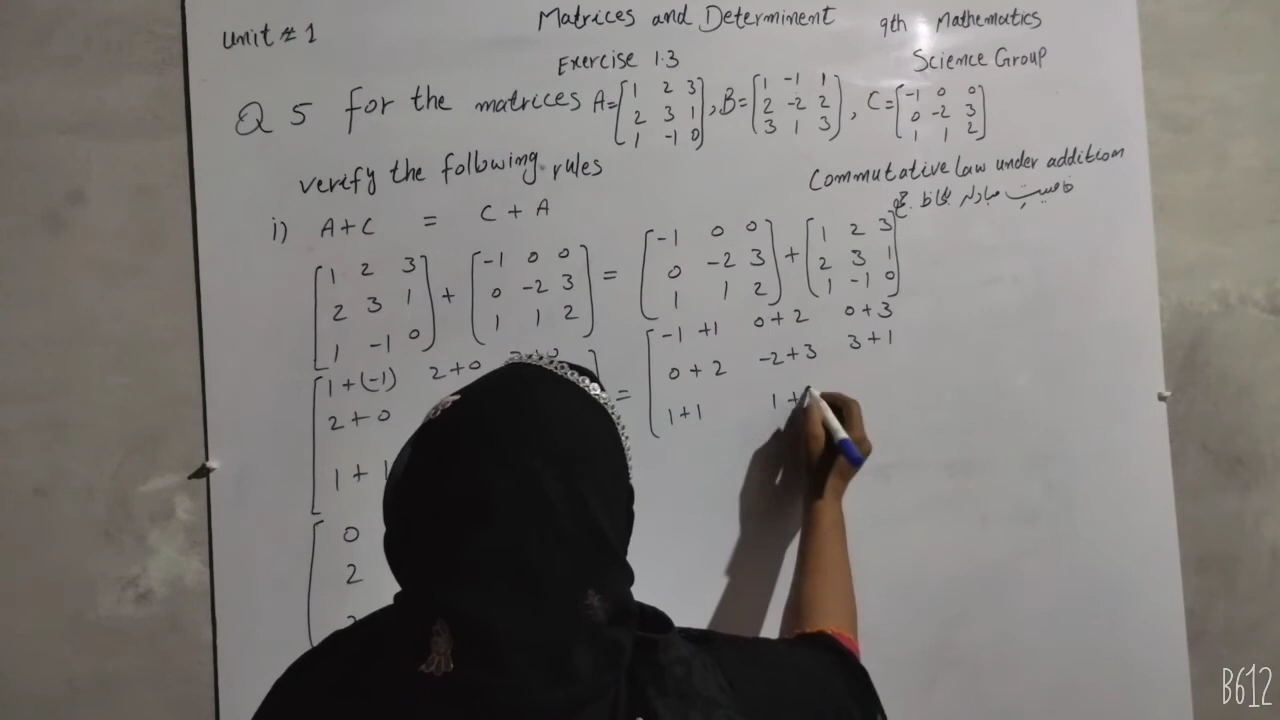 Unit # 1
Matrices and Determinent
9th Mathematics
Exercise 1.3
Science Group
Q 5 for the matrices A=[1 2 3, B=[1 -1 1, C=[-1 0 0
2 3 1] 2 -2 2] 0 -2 3]
1 -1 0 3 1 3 1 1 2
verify the following rules
Commutative Law under addition
خاصیتِ مبادلہ بلحاظ جمع
i) A+C = C + A
[1 2 3] + [-1 0 0] = [-1 0 0] + [1 2 3]
2 3 1 0 -2 3 0 -2 3 2 3 1
1 -1 0 1 1 2 1 1 2 1 -1 0
[1+(-1) 2+0 = [-1+1 0+2 0+3
2+0 0+2 -2+3 3+1
1+1 1+1 1+
[0
2
B612